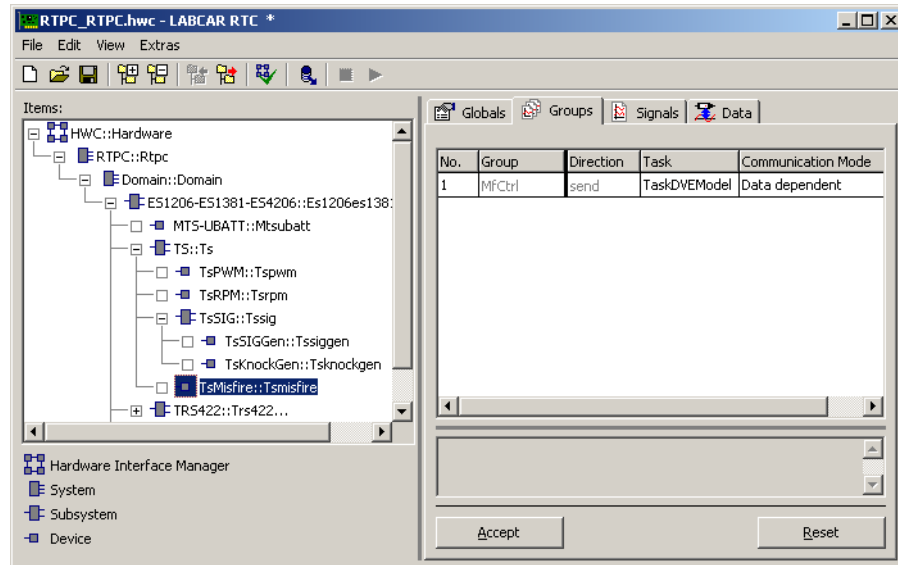 RTPC_RTPC.hwc - LABCAR RTC *
File Edit View Extras
Items:
HWC::Hardware
RTPC::Rtpc
Domain::Domain
ES1206-ES1381-ES4206::Es1206es138
MTS-UBATT::Mtsubatt
TS::Ts
TsPWM::Tspwm
TsRPM::Tsrpm
TsSIG::Tssig
TsSIGGen::Tssiggen
TsKnockGen::Tsknockgen
TsMisfire::Tsmisfire
TRS422::Trs422...
Hardware Interface Manager
System
Subsystem
Device
Globals Groups Signals Data
No. Group Direction Task Communication Mode
1 MfCtrl send TaskDVEModel Data dependent
Accept Reset